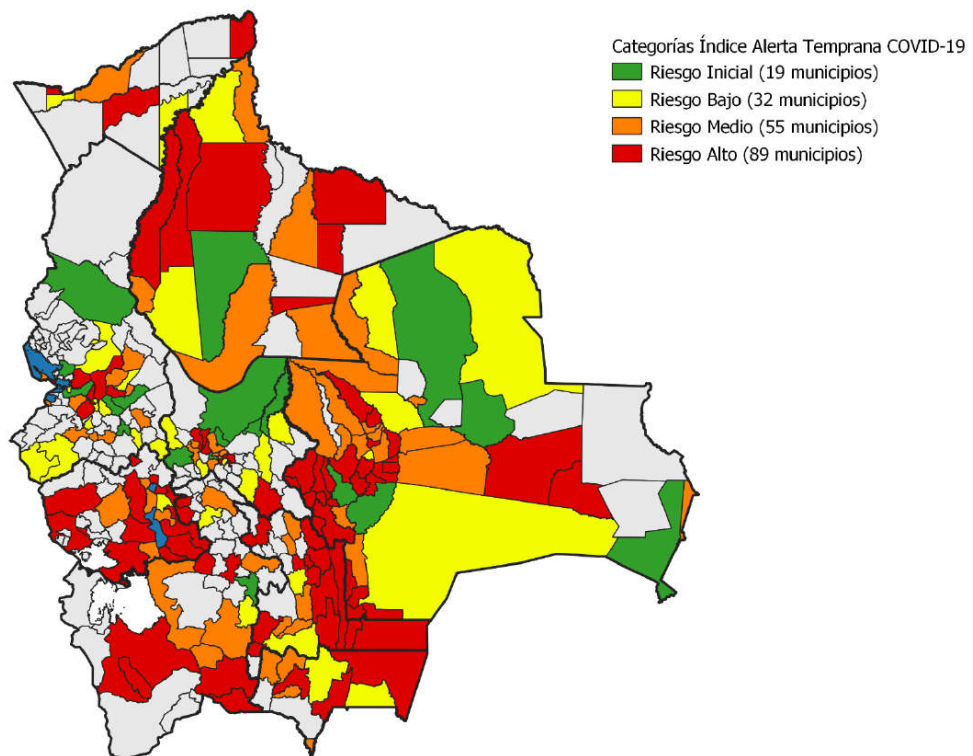 Categorías Índice Alerta Temprana COVID-19
Riesgo Inicial (19 municipios)
Riesgo Bajo (32 municipios)
Riesgo Medio (55 municipios)
Riesgo Alto (89 municipios)